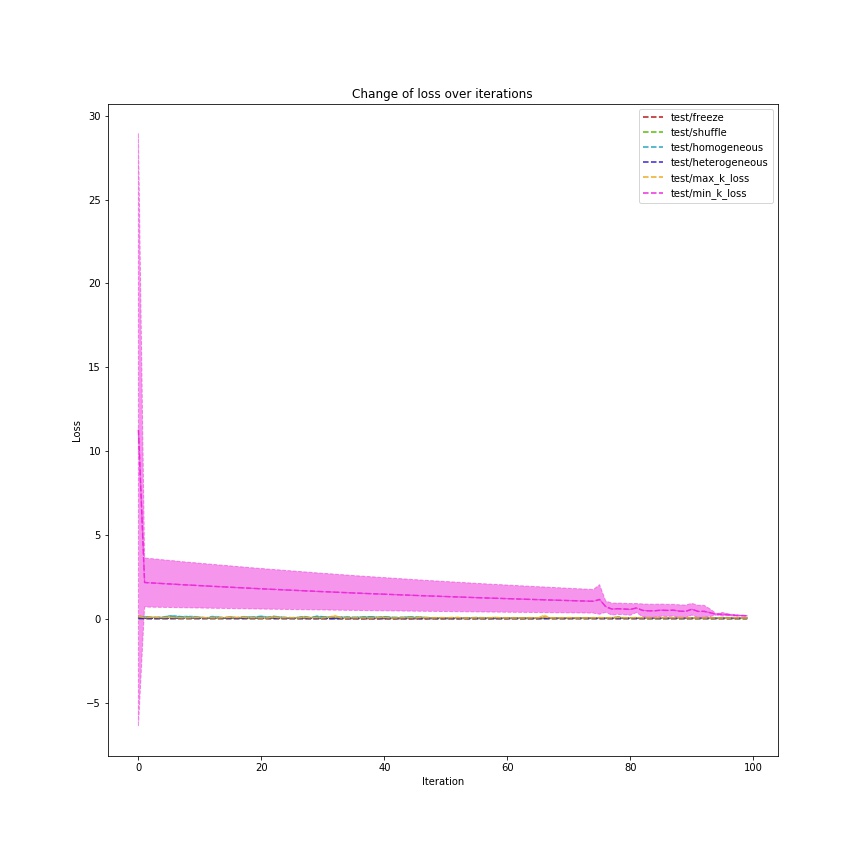 Change of loss over iterations
30
25
20
15
10
5
0
−5
Loss
test/freeze
test/shuffle
test/homogeneous
test/heterogeneous
test/max_k_loss
test/min_k_loss
0 20 40 60 80 100
Iteration